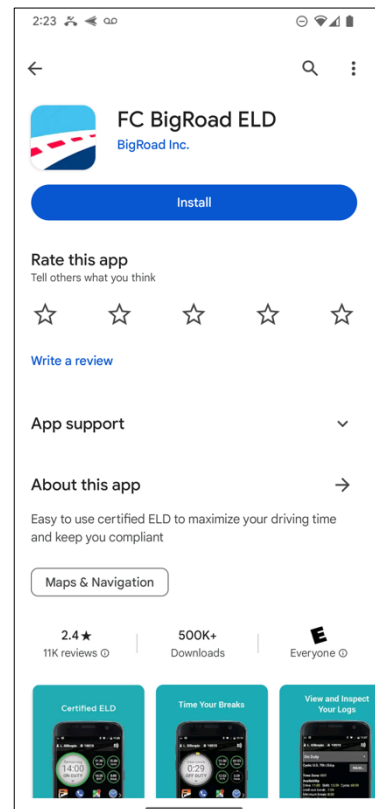 2:23
FC BigRoad ELD
BigRoad Inc.
Install
Rate this app
Tell others what you think
Write a review
App support
About this app
Easy to use certified ELD to maximize your driving time
and keep you compliant
Maps & Navigation
2.4★
500K+
E
11K reviews
Downloads
Everyone
Certified ELD
Time Your Breaks
View and Inspect
Your Logs
14:00
ON DUTY
0:29
OFF DUTY
On Duty